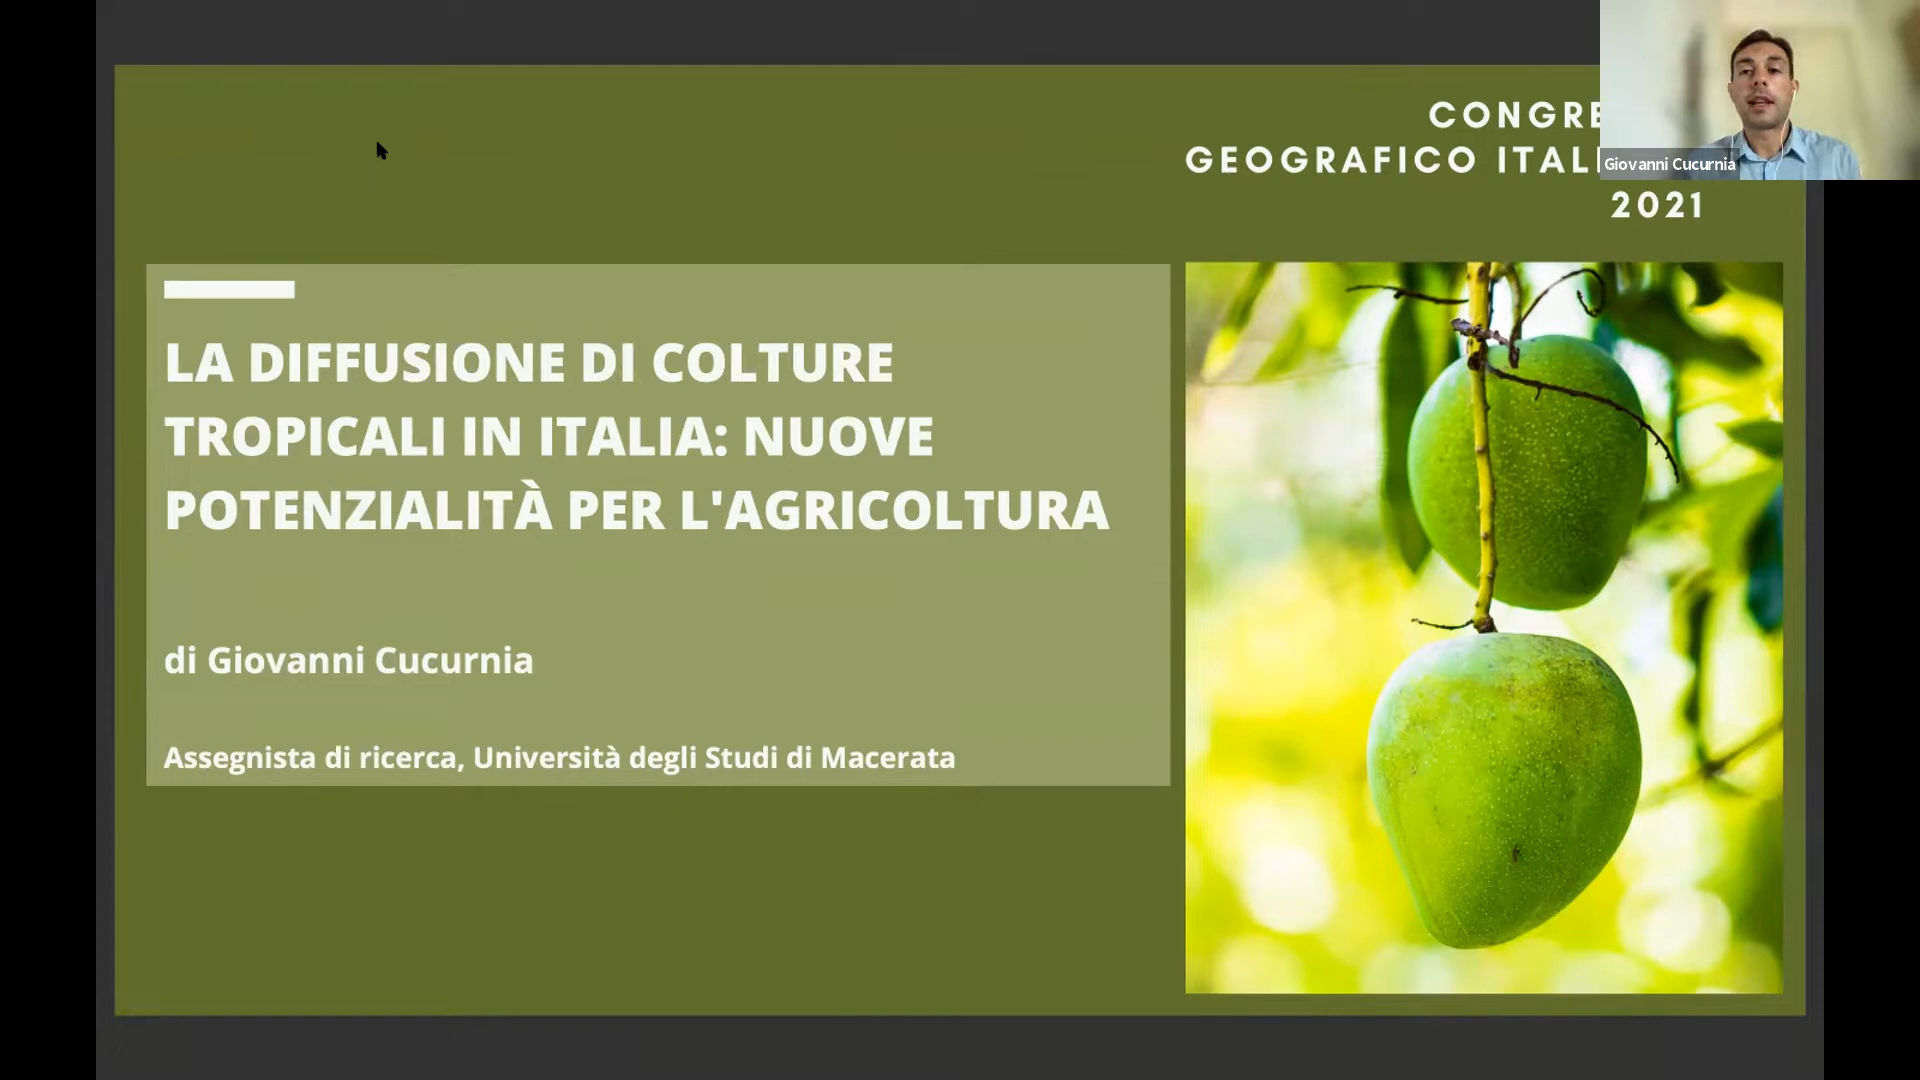 CONGRE
GEOGRAFICO ITALI
2021
Giovanni Cucurnia
LA DIFFUSIONE DI COLTURE
TROPICALI IN ITALIA: NUOVE
POTENZIALITÀ PER L'AGRICOLTURA
di Giovanni Cucurnia
Assegnista di ricerca, Università degli Studi di Macerata